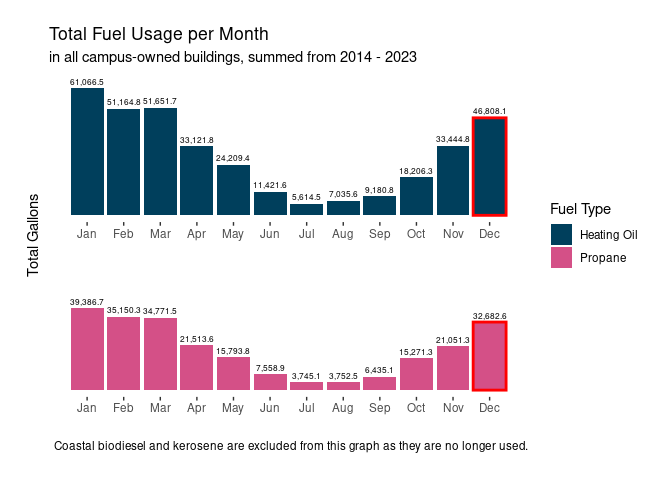 Total Fuel Usage per Month
in all campus-owned buildings, summed from 2014 - 2023
Total Gallons
61,066.5 51,164.8 51,651.7 33,121.8 24,209.4 11,421.6 5,614.5 7,035.6 9,180.8 18,206.3 33,444.8 46,808.1
Jan Feb Mar Apr May Jun Jul Aug Sep Oct Nov Dec
39,386.7 35,150.3 34,771.5 21,513.6 15,793.8 7,558.9 3,745.1 3,752.5 6,435.1 15,271.3 21,051.3 32,682.6
Jan Feb Mar Apr May Jun Jul Aug Sep Oct Nov Dec
Fuel Type
Heating Oil
Propane
Coastal biodiesel and kerosene are excluded from this graph as they are no longer used.